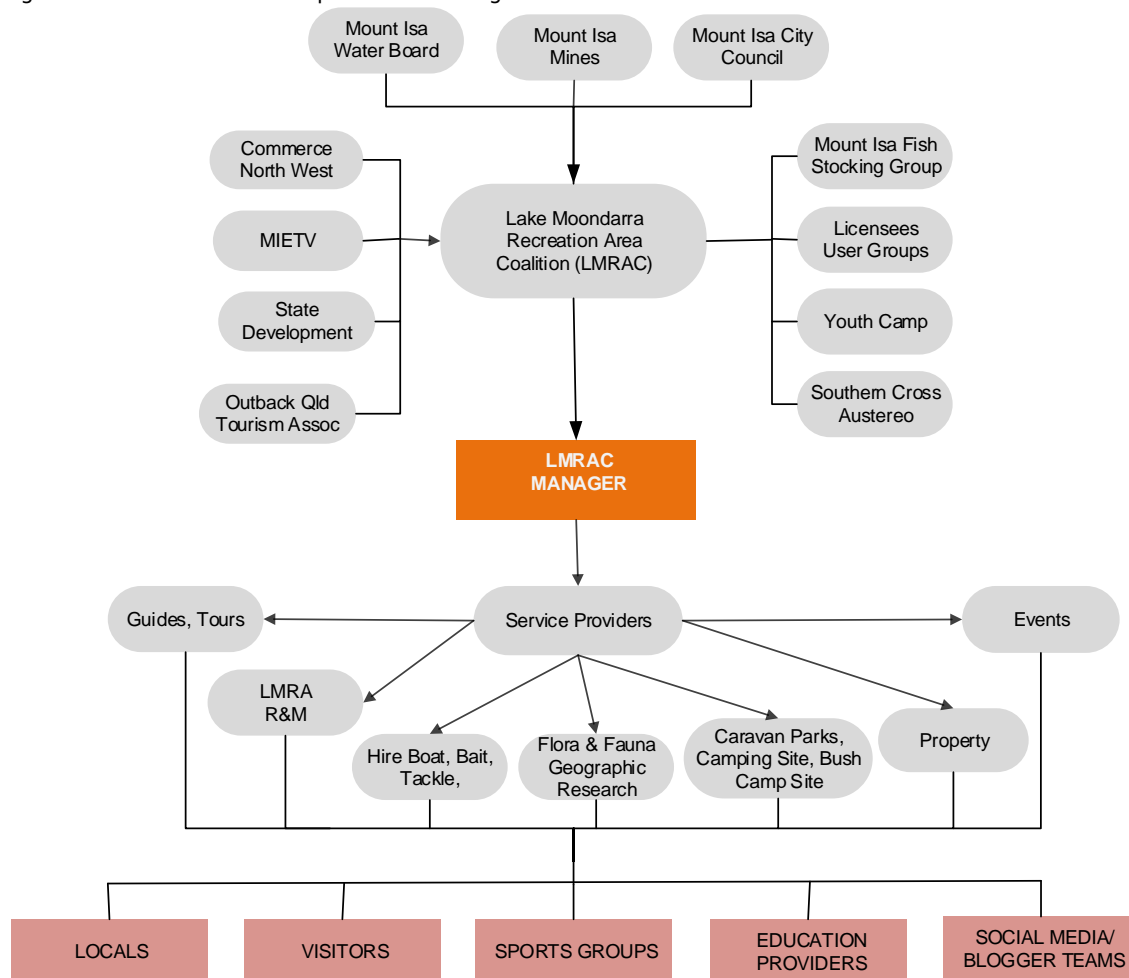 Mount Isa
Water Board
Mount Isa
Mines
Mount Isa City
Council
Commerce
North West
MIETV
State
Development
Outback Qld
Tourism Assoc
Lake Moondarra
Recreation Area
Coalition (LMRAC)
Mount Isa Fish
Stocking Group
Licensees
User Groups
Youth Camp
Southern Cross
Austereo
LMRAC
MANAGER
Guides, Tours
Service Providers
Events
LMRA
R&M
Hire Boat, Bait,
Tackle,
Flora & Fauna
Geographic
Research
Caravan Parks,
Camping Site, Bush
Camp Site
Property
LOCALS
VISITORS
SPORTS GROUPS
EDUCATION
PROVIDERS
SOCIAL MEDIA/
BLOGGER TEAMS